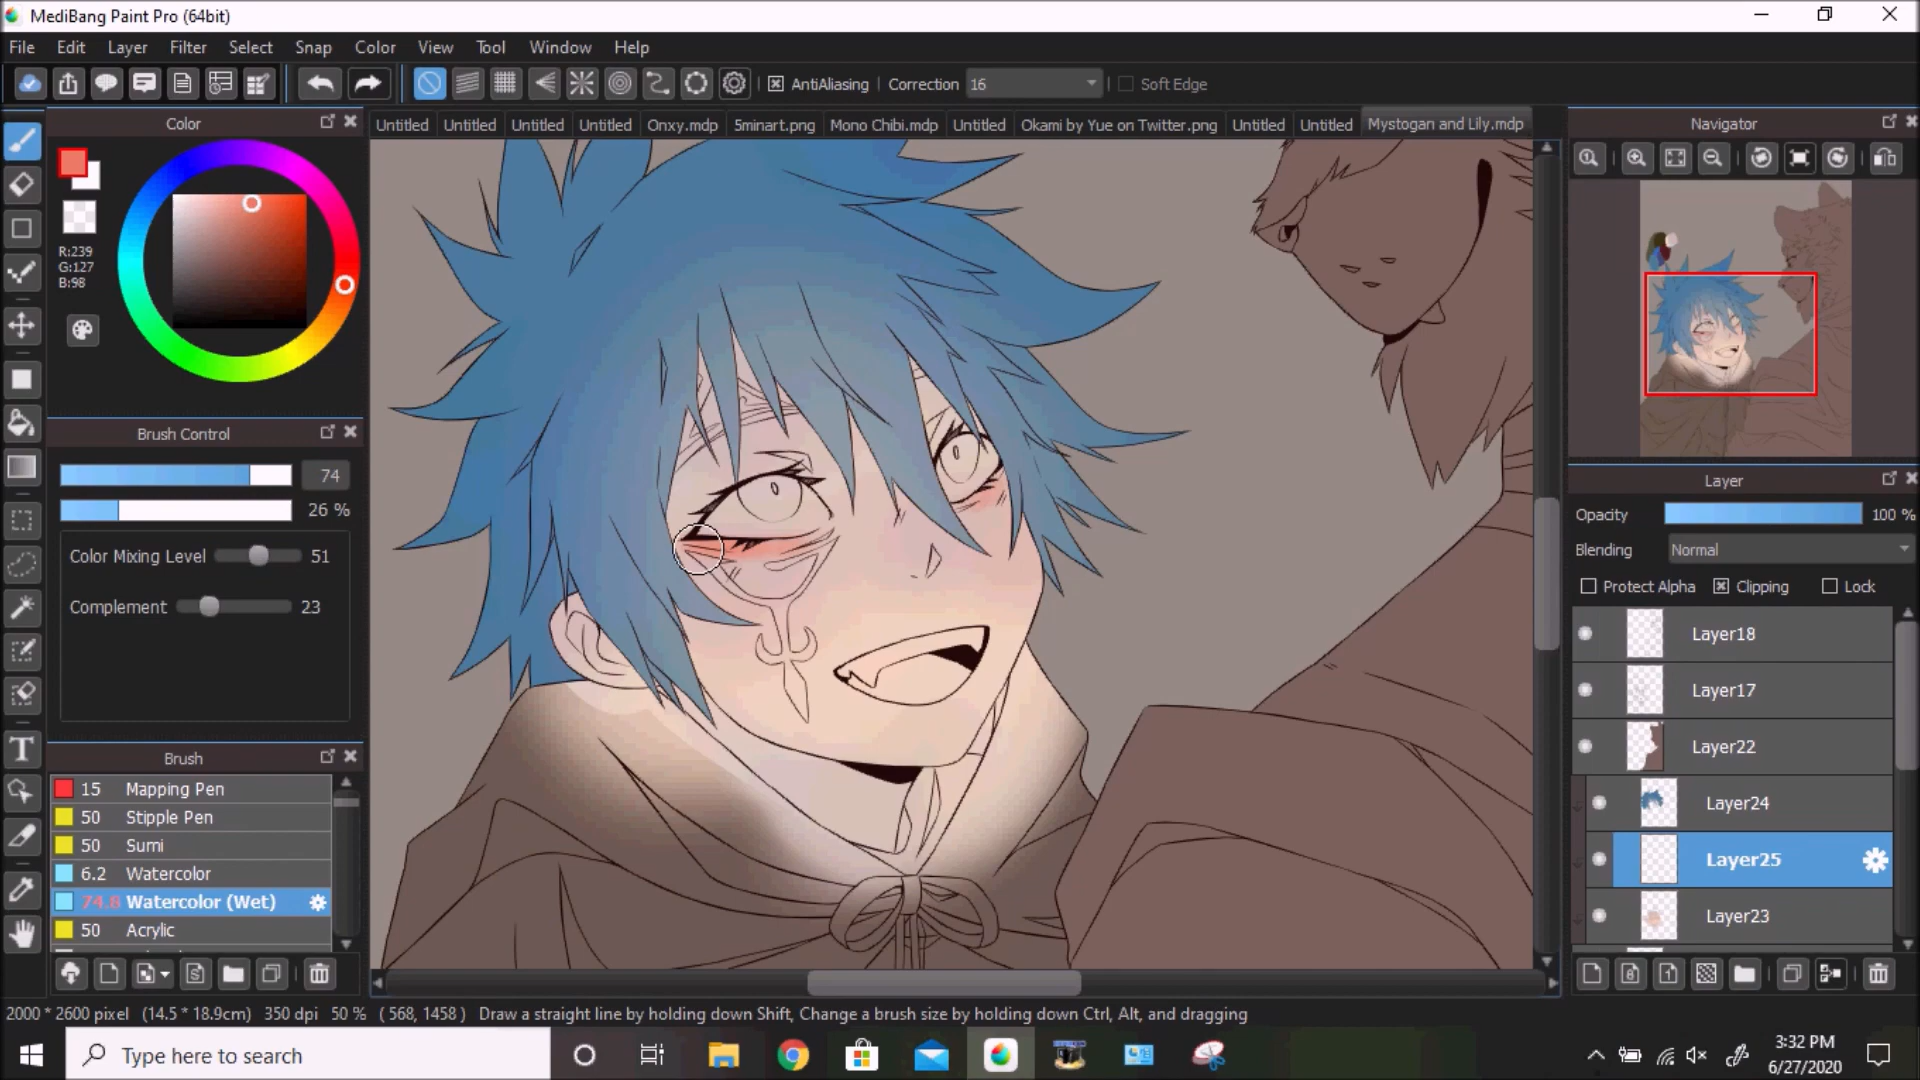 MediBang Paint Pro (64bit)
File Edit Layer Filter Select Snap Color View Tool Window Help
AntiAliasing Correction 16 Soft Edge
Color
Untitled Untitled Untitled Untitled Onxy.mdp 5minart.png Mono Chibi.mdp Untitled Okami by Yue on Twitter.png Untitled Untitled Mystogan and Lily.mdp
Navigator
R:239
G:127
B:98
Brush Control
74
26 %
Color Mixing Level 51
Complement 23
Brush
15 Mapping Pen
50 Stipple Pen
50 Sumi
6.2 Watercolor
74.8 Watercolor (Wet)
50 Acrylic
Layer
Opacity 100 %
Blending Normal
Protect Alpha Clipping Lock
Layer18
Layer17
Layer22
Layer24
Layer25
Layer23
2000 * 2600 pixel (14.5 * 18.9cm) 350 dpi 50 % ( 568, 1458 ) Draw a straight line by holding down Shift, Change a brush size by holding down Ctrl, Alt, and dragging
Type here to search
3:32 PM
6/27/2020